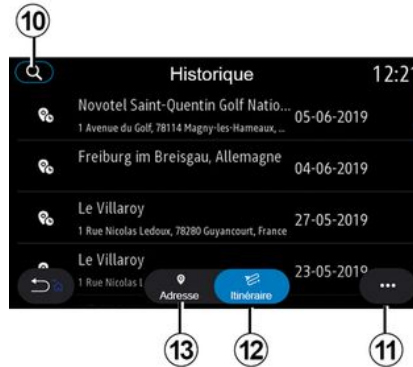 10
Historique 12:21
Novotel Saint-Quentin Golf Natio... 05-06-2019
1 Avenue du Golf, 78114 Magny-les-Hameaux, ...
Freiburg im Breisgau, Allemagne 04-06-2019
Le Villaroy 27-05-2019
1 Rue Nicolas Ledoux, 78280 Guyancourt, France
Le Villaroy 23-05-2019
1 Rue Nicolas L
Adresse Itinéraire ...
13 12 11